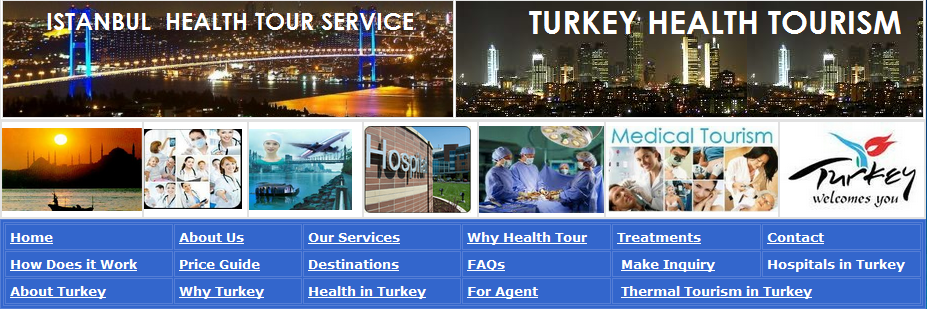 ISTANBUL HEALTH TOUR SERVICE
TURKEY HEALTH TOURISM
Hospital
Medical Tourism
Turkey
welcomes you
Home About Us Our Services Why Health Tour Treatments Contact
How Does it Work Price Guide Destinations FAQs Make Inquiry Hospitals in Turkey
About Turkey Why Turkey Health in Turkey For Agent Thermal Tourism in Turkey